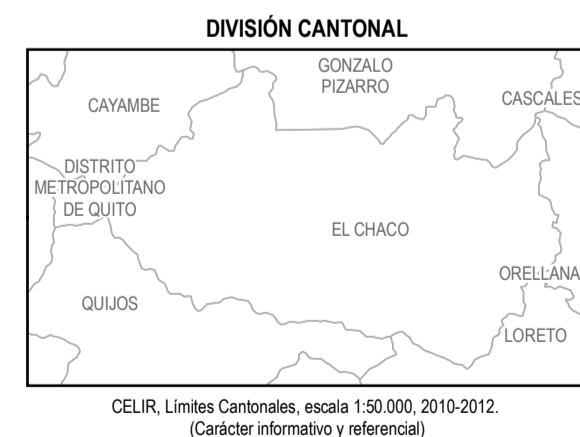 DIVISIÓN CANTONAL
GONZALO
PIZARRO
CASCALES
CAYAMBE
DISTRITO
METROPOLITANO
DE QUITO
EL CHACO
ORELLANA
QUIJOS
LORETO
CELIR, Límites Cantonales, escala 1:50.000, 2010-2012.
(Carácter informativo y referencial)